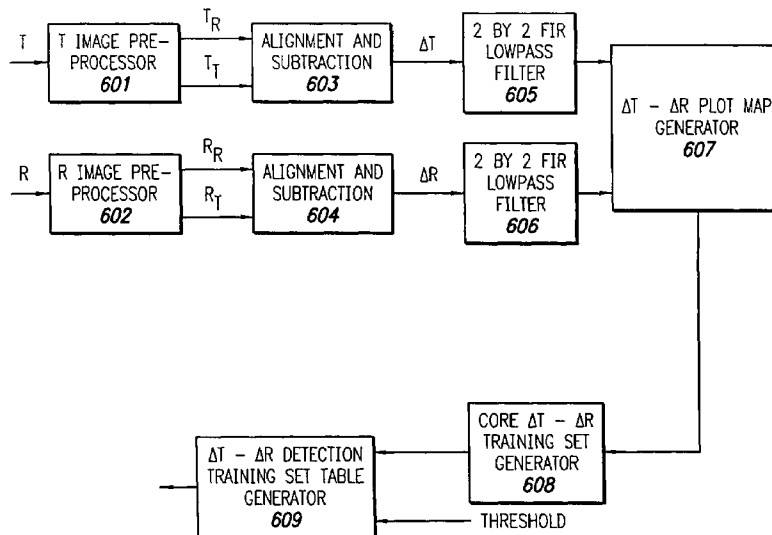 T
T IMAGE PRE-
PROCESSOR
601
T_R
T_T
ALIGNMENT AND
SUBTRACTION
603
ΔT
2 BY 2 FIR
LOWPASS
FILTER
605
ΔT – ΔR PLOT MAP
GENERATOR
607
R
R IMAGE PRE-
PROCESSOR
602
R_R
R_T
ALIGNMENT AND
SUBTRACTION
604
ΔR
2 BY 2 FIR
LOWPASS
FILTER
606
CORE ΔT – ΔR
TRAINING SET
GENERATOR
608
ΔT – ΔR DETECTION
TRAINING SET TABLE
GENERATOR
609
THRESHOLD